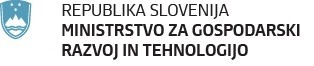 REPUBLIKA SLOVENIJA
MINISTRSTVO ZA GOSPODARSKI
RAZVOJ IN TEHNOLOGIJO